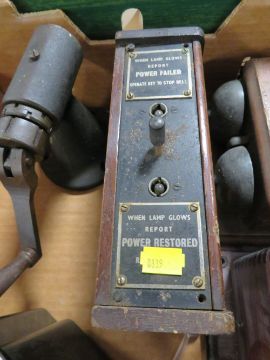 WHEN LAMP GLOWS
REPORT
POWER FAILED
OPERATE KEY TO STOP BELL
WHEN LAMP GLOWS
REPORT
POWER RESTORED